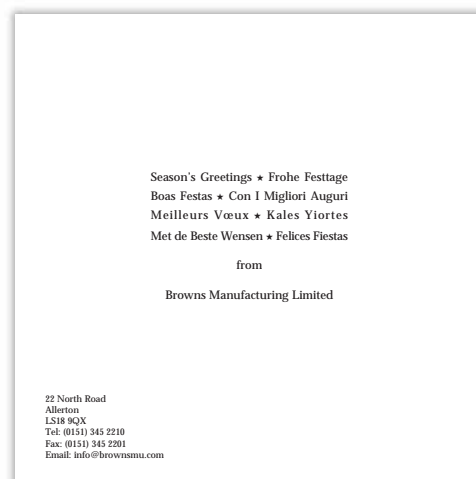 Season's Greetings ★ Frohe Festtage
Boas Festas ★ Con I Migliori Auguri
Meilleurs Vœux ★ Kales Yiortes
Met de Beste Wensen ★ Felices Fiestas
from
Browns Manufacturing Limited
22 North Road
Allerton
LS18 9QX
Tel: (0151) 345 2210
Fax: (0151) 345 2201
Email: info@brownsmu.com